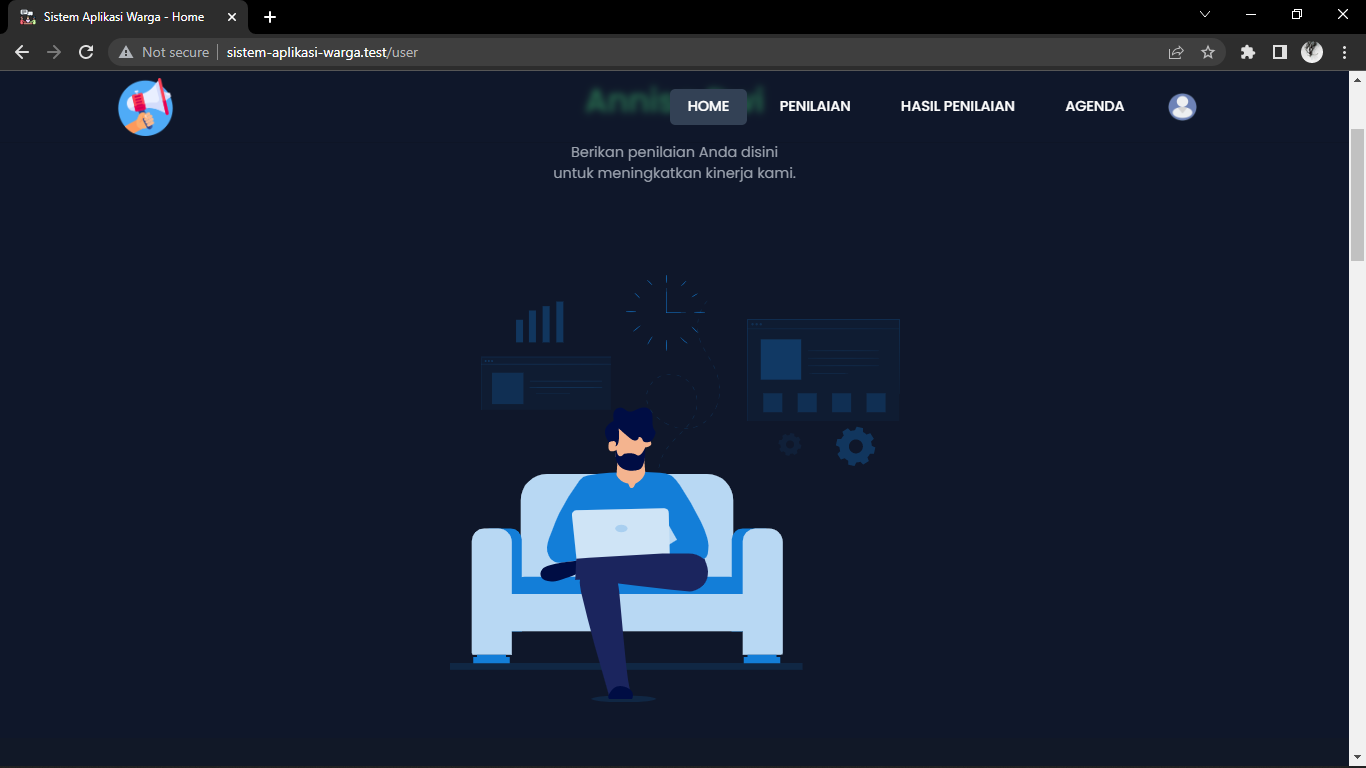 Sistem Aplikasi Warga - Home
Not secure
sistem-aplikasi-warga.test/user
HOME
PENILAIAN
HASIL PENILAIAN
AGENDA
Berikan penilaian Anda disini
untuk meningkatkan kinerja kami.